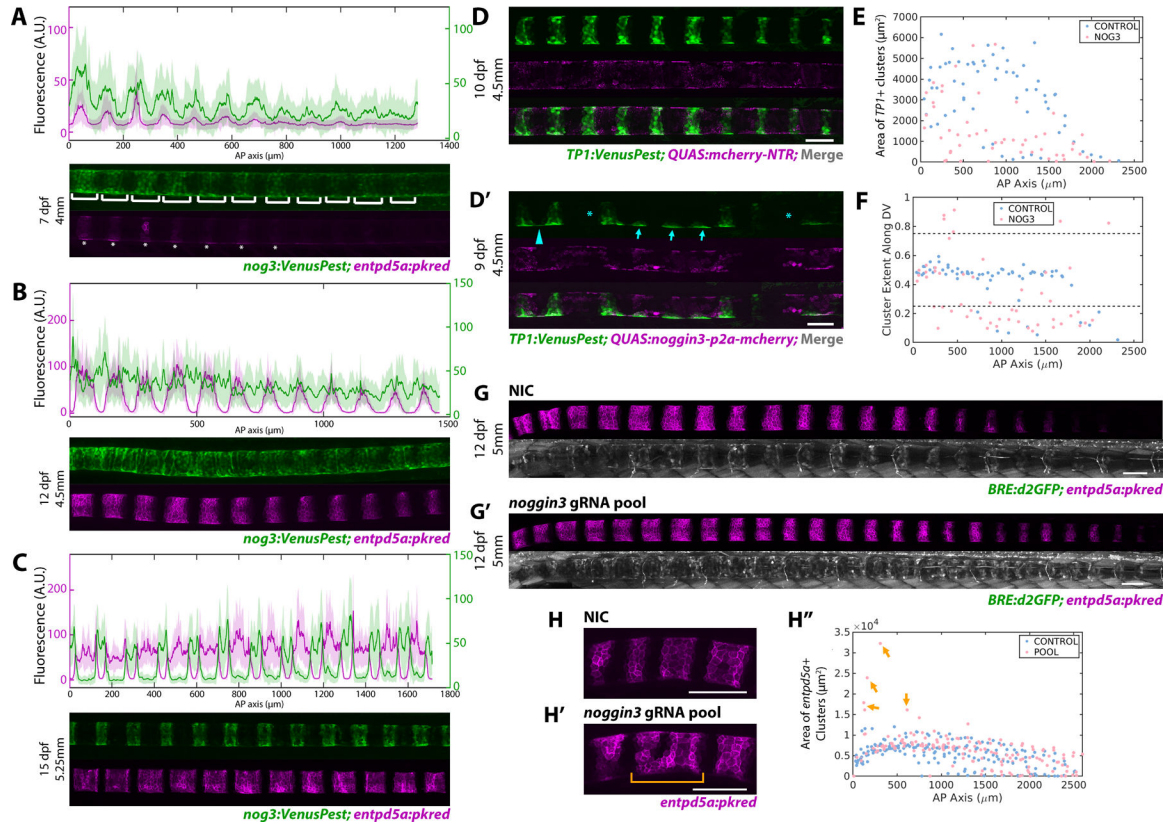 A
Fluorescence (A.U.)
200
100
0
150
100
50
0
0 200 400 600 800 1000 1200 1400
AP axis (µm)
7 dpf
4mm
* * * * * * *
nog3:VenusPest; entpd5a:pkred
B
Fluorescence (A.U.)
200
100
0
150
100
50
0
0 500 1000 1500
AP axis (µm)
12 dpf
4.5mm
nog3:VenusPest; entpd5a:pkred
C
Fluorescence (A.U.)
200
100
0
150
100
50
0
0 200 400 600 800 1000 1200 1400 1600 1800
AP axis (µm)
15 dpf
5.25mm
nog3:VenusPest; entpd5a:pkred
D
10 dpf
4.5mm
TP1:VenusPest; QUAS:mcherry-NTR; Merge
D′
9 dpf
4.5mm
* *
TP1:VenusPest; QUAS:noggin3-p2a-mcherry; Merge
E
Area of TP1+ clusters (µm²)
7000
6000
5000
4000
3000
2000
1000
0
CONTROL
NOG3
0 500 1000 1500 2000 2500
AP Axis (µm)
F
Cluster Extent Along DV
1
0.8
0.6
0.4
0.2
0
CONTROL
NOG3
0 500 1000 1500 2000 2500
AP Axis (µm)
G
NIC
12 dpf
5mm
BRE:d2GFP; entpd5a:pkred
noggin3 gRNA pool
G′
12 dpf
5mm
BRE:d2GFP; entpd5a:pkred
H
NIC
H′
noggin3 gRNA pool
entpd5a:pkred
H″
Area of entpd5a+
Clusters (µm²)
×10⁴
3.5
3
2.5
2
1.5
1
0.5
0
CONTROL
POOL
0 500 1000 1500 2000 2500
AP Axis (µm)